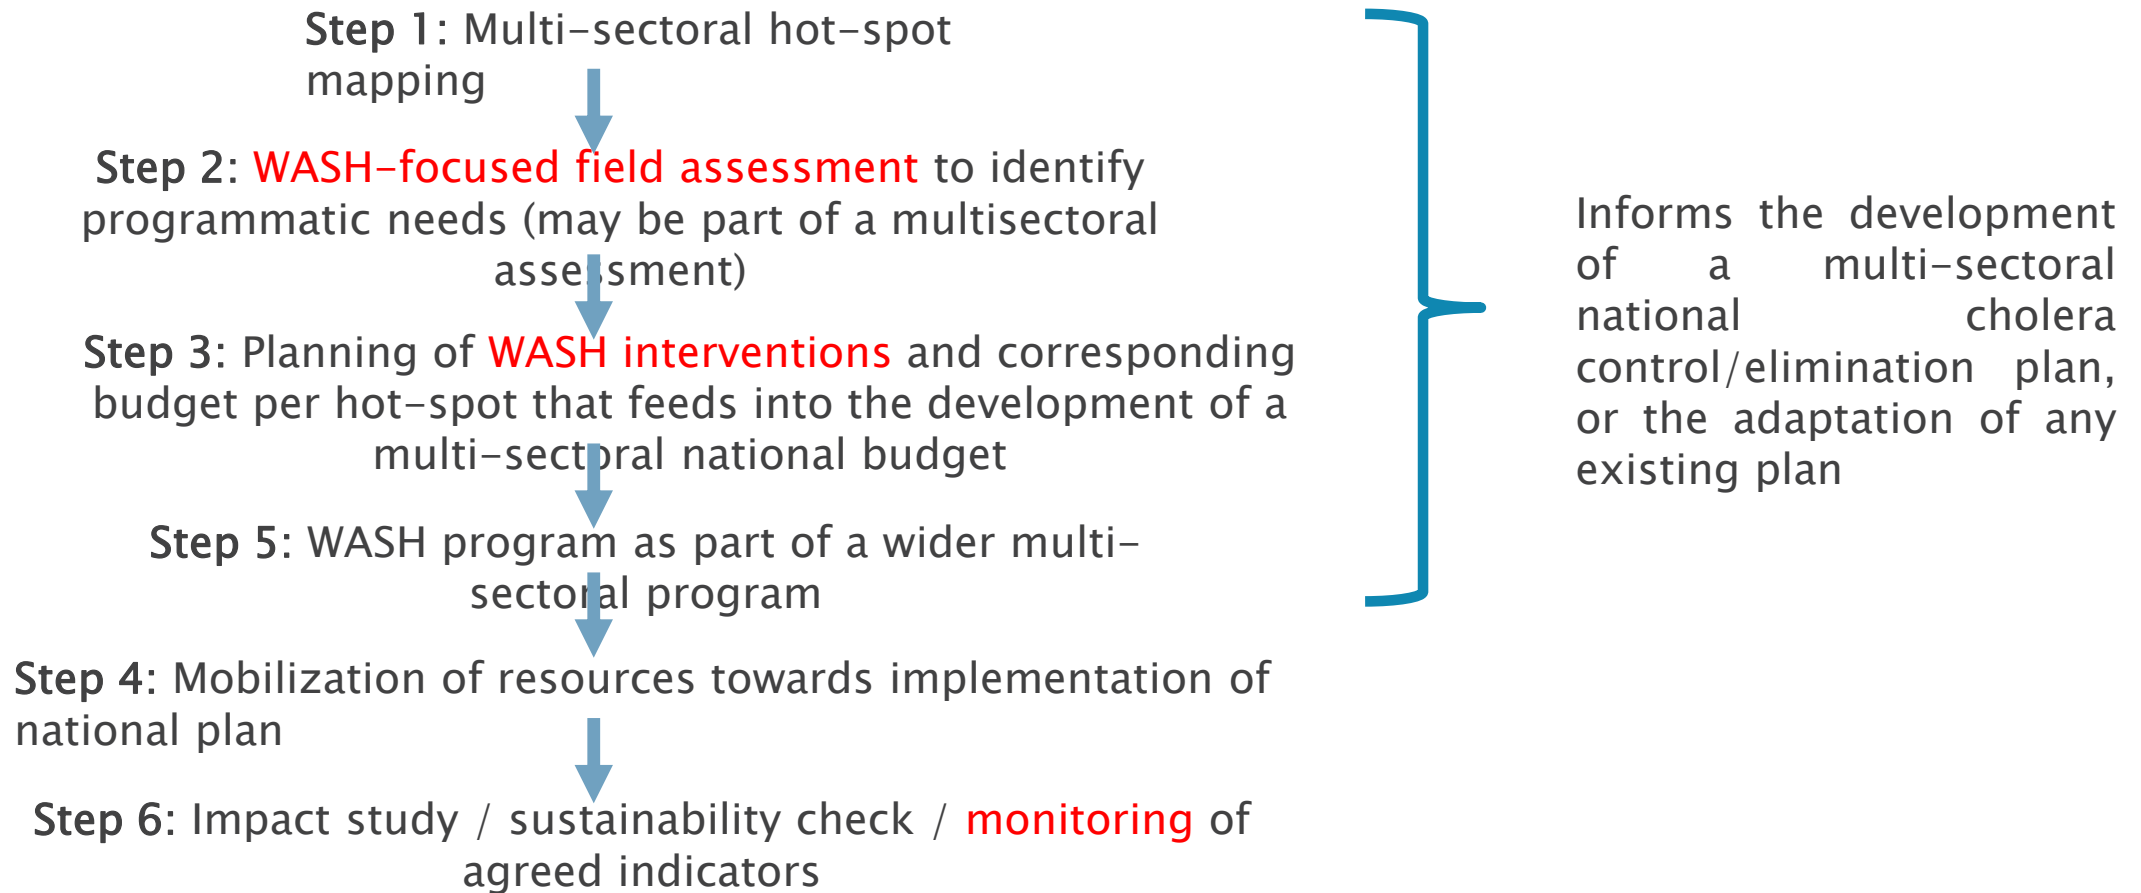 Step 1: Multi-sectoral hot-spot
mapping
Step 2: WASH-focused field assessment to identify
programmatic needs (may be part of a multisectoral
assessment)
Step 3: Planning of WASH interventions and corresponding
budget per hot-spot that feeds into the development of a
multi-sectoral national budget
Step 5: WASH program as part of a wider multi-
sectoral program
Step 4: Mobilization of resources towards implementation of
national plan
Step 6: Impact study / sustainability check / monitoring of
agreed indicators
Informs the development
of a multi-sectoral
national cholera
control/elimination plan,
or the adaptation of any
existing plan